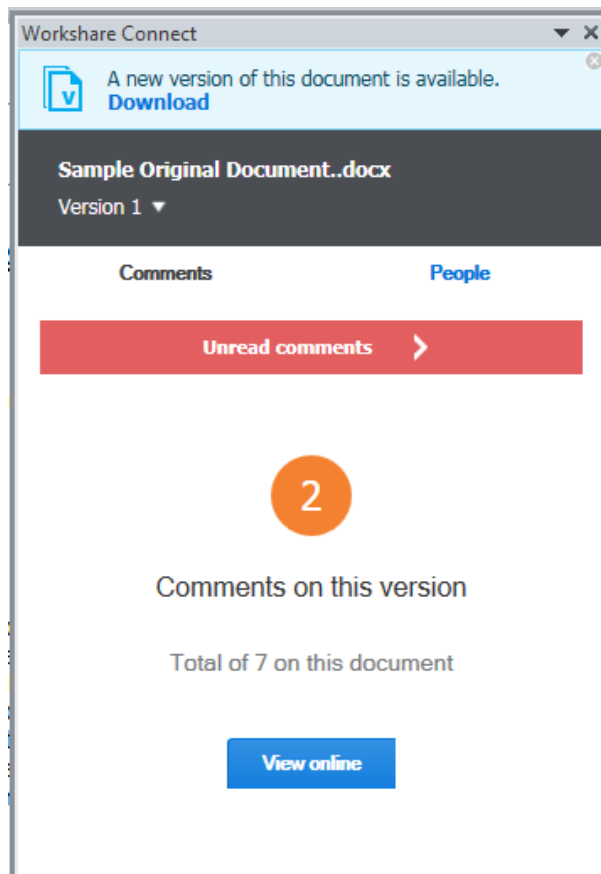 Workshare Connect
A new version of this document is available.
Download
Sample Original Document..docx
Version 1
Comments People
Unread comments
2
Comments on this version
Total of 7 on this document
View online